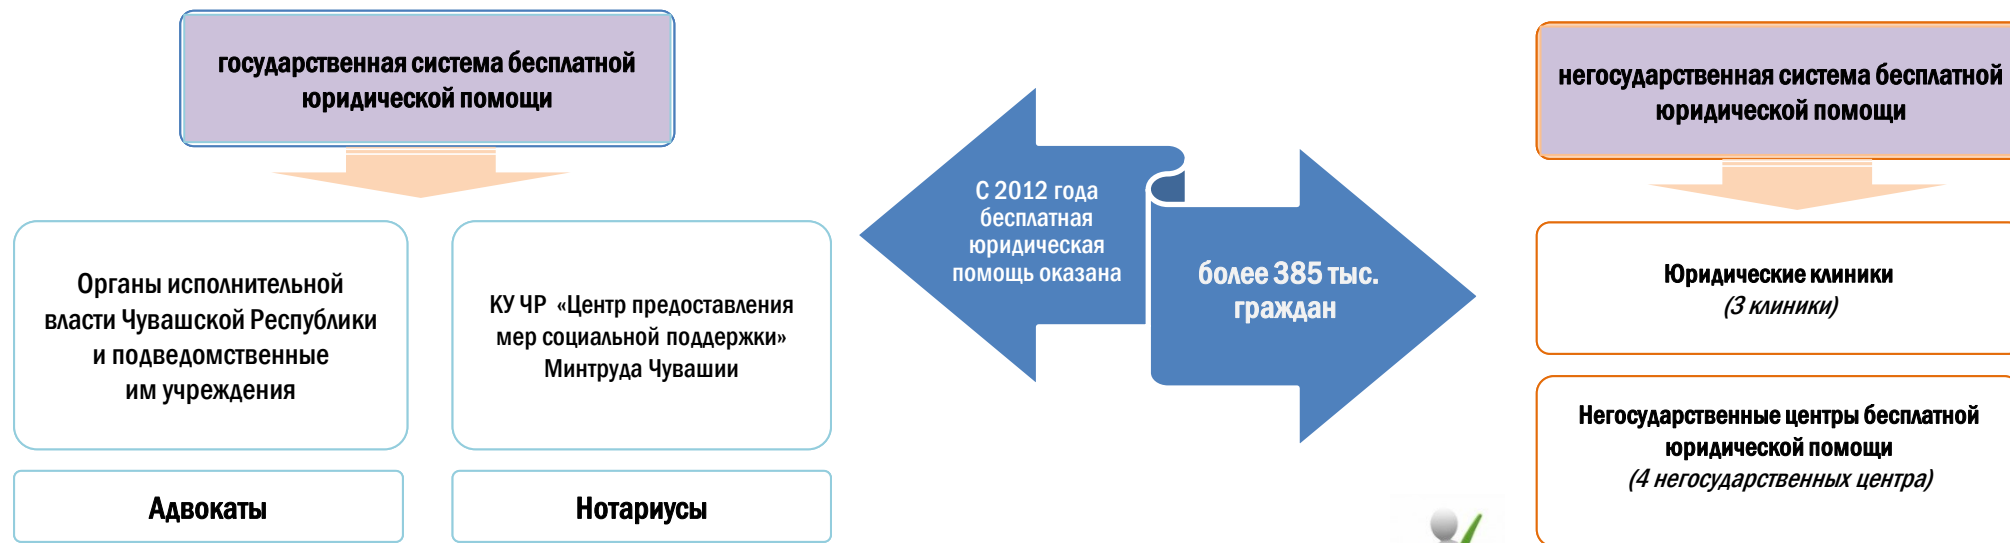 государственная система бесплатной
юридической помощи
Органы исполнительной
власти Чувашской Республики
и подведомственные
им учреждения
КУ ЧР «Центр предоставления
мер социальной поддержки»
Минтруда Чувашии
Адвокаты
Нотариусы
С 2012 года
бесплатная
юридическая
помощь оказана
более 385 тыс.
граждан
негосударственная система бесплатной
юридической помощи
Юридические клиники
(3 клиники)
Негосударственные центры бесплатной
юридической помощи
(4 негосударственных центра)